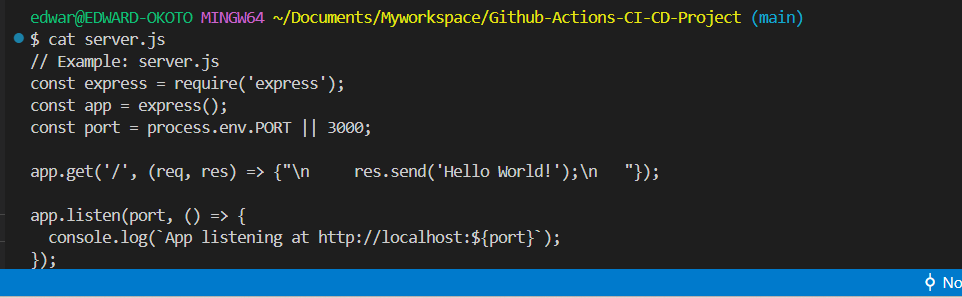 edwar@EDWARD-OKOTO MINGW64 ~/Documents/Myworkspace/Github-Actions-CI-CD-Project (main)
$ cat server.js
// Example: server.js
const express = require('express');
const app = express();
const port = process.env.PORT || 3000;

app.get('/', (req, res) => {"\n     res.send('Hello World!');\n   "});

app.listen(port, () => {
  console.log(`App listening at http://localhost:${port}`);
});
No